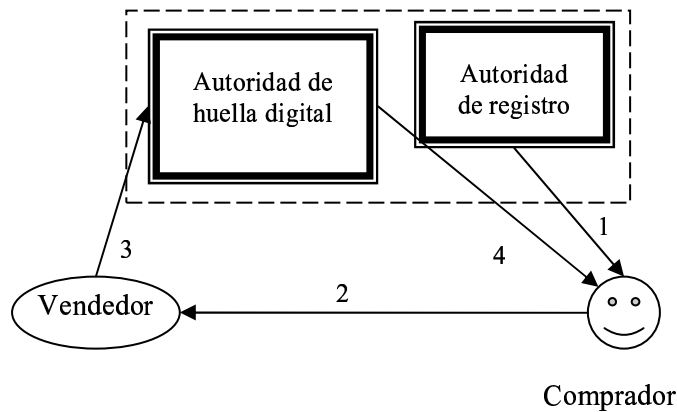 Autoridad de
huella digital
Autoridad
de registro
1
3
4
2
Vendedor
Comprador